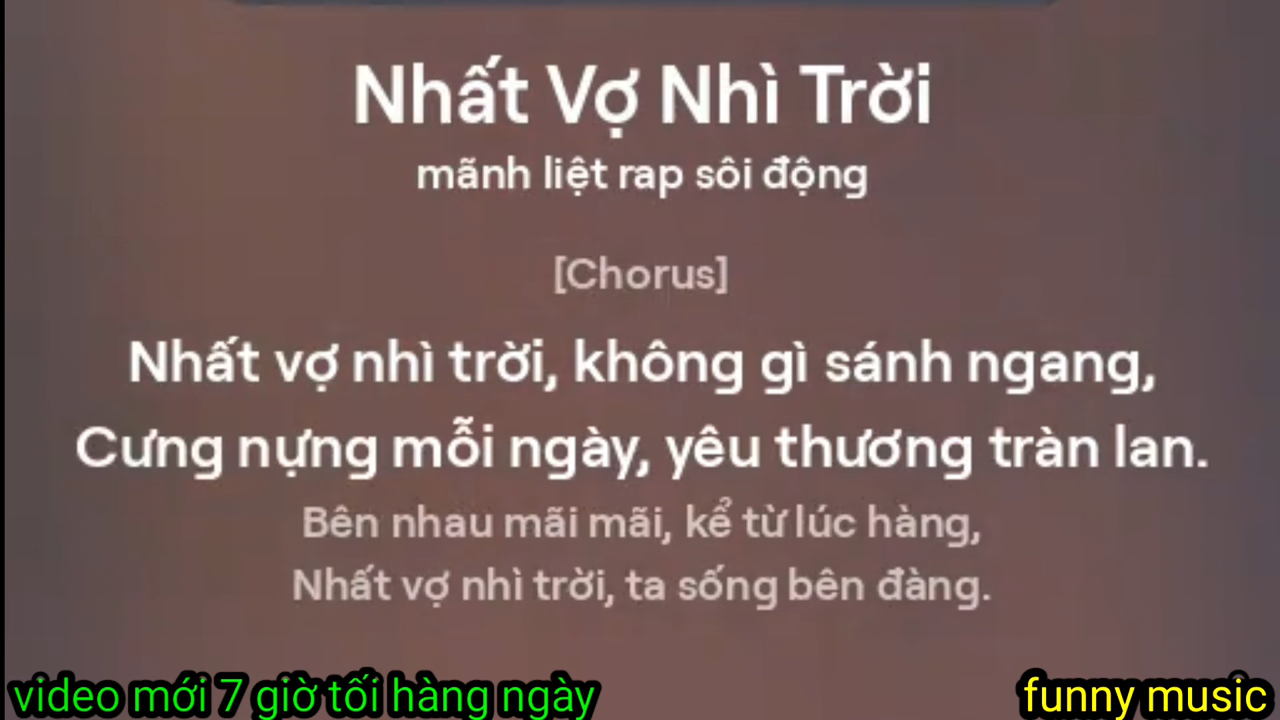 Nhất Vợ Nhì Trời
mãnh liệt rap sôi động
[Chorus]
Nhất vợ nhì trời, không gì sánh ngang,
Cưng nựng mỗi ngày, yêu thương tràn lan.
Bên nhau mãi mãi, kể từ lúc hàng,
Nhất vợ nhì trời, ta sống bên đàng.
video mới 7 giờ tối hàng ngày
funny music